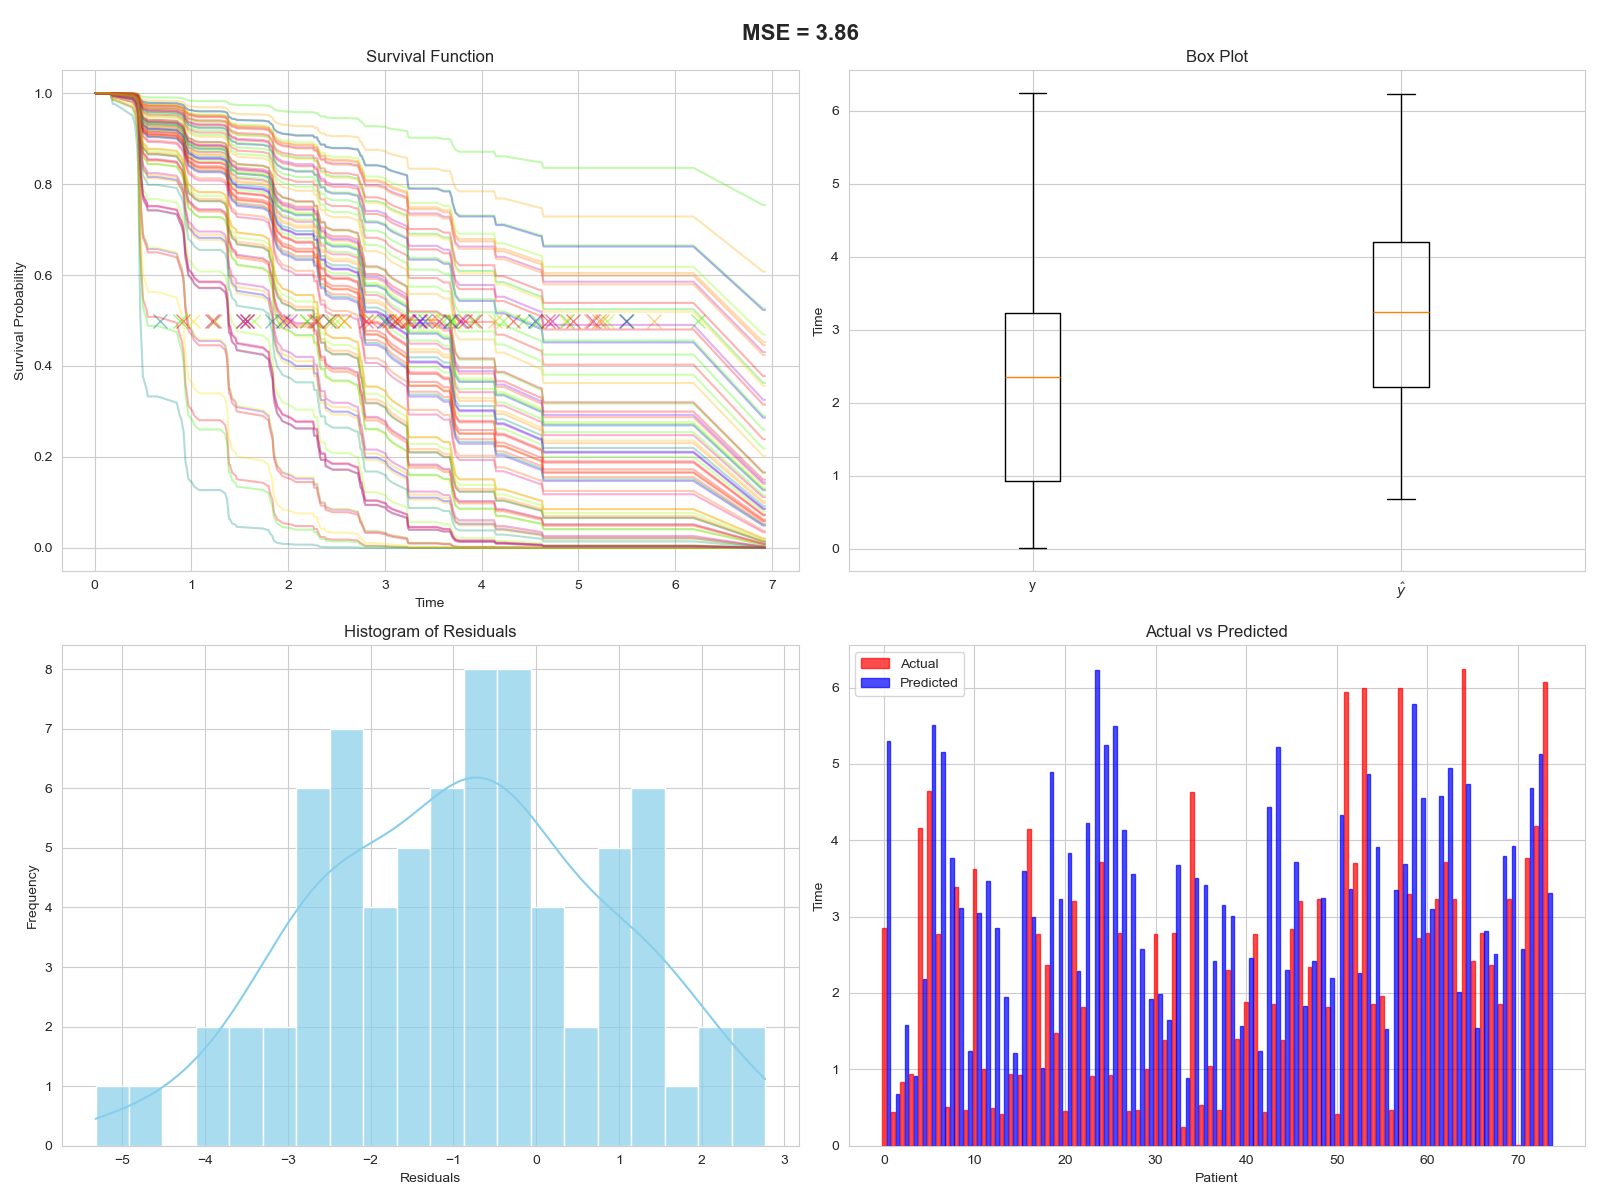 MSE = 3.86
Survival Function
1.0
0.8
0.6
0.4
0.2
0.0
Survival Probability
0 1 2 3 4 5 6 7
Time
Box Plot
6
5
4
3
2
1
0
Time
y ŷ
Histogram of Residuals
8
7
6
5
4
3
2
1
0
Frequency
−5 −4 −3 −2 −1 0 1 2 3
Residuals
Actual vs Predicted
Actual
Predicted
6
5
4
3
2
1
0
Time
0 10 20 30 40 50 60 70
Patient